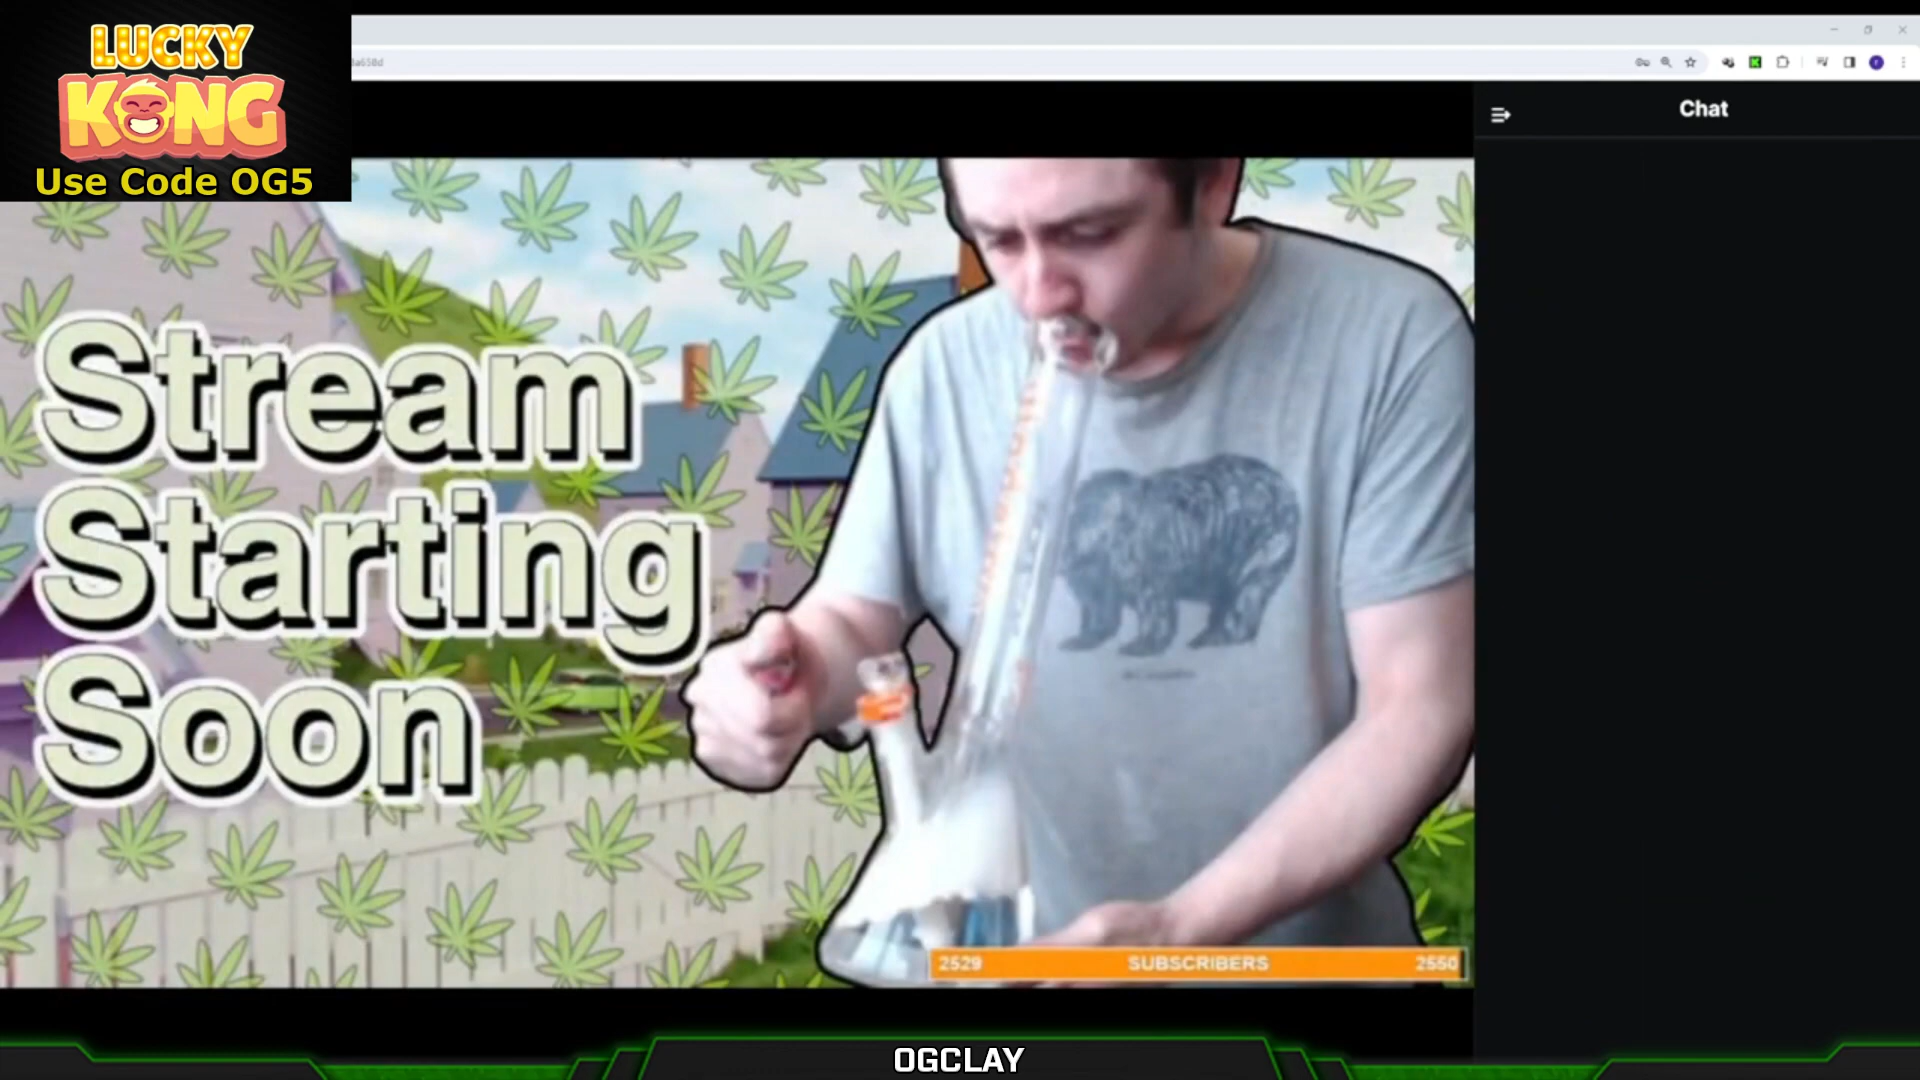 LUCKY
KONG
Use Code OG5
Chat
Stream
Starting
Soon
2529 SUBSCRIBERS 2550
OGCLAY